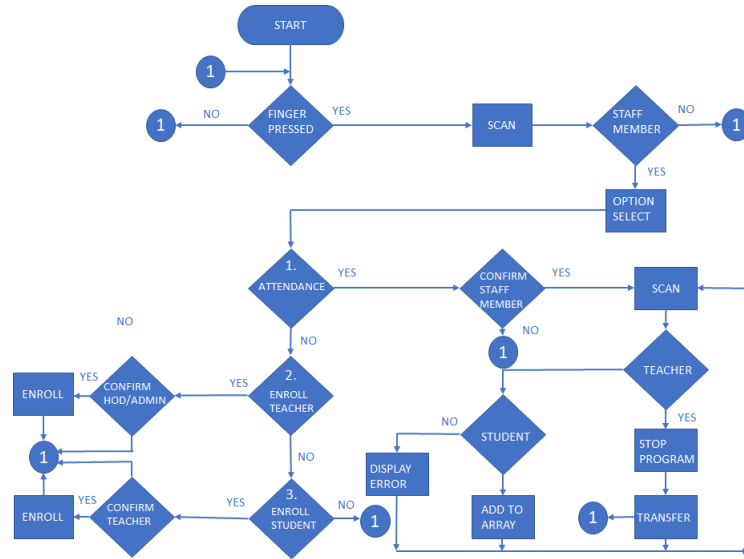 START
1
1
NO
FINGER
PRESSED
YES
SCAN
STAFF
MEMBER
NO
1
YES
OPTION
SELECT
1.
ATTENDANCE
YES
CONFIRM
STAFF
MEMBER
YES
SCAN
NO
NO
NO
1
ENROLL
YES
CONFIRM
HOD/ADMIN
YES
2.
ENROLL
TEACHER
TEACHER
YES
NO
STUDENT
STOP
PROGRAM
1
NO
DISPLAY
ERROR
ENROLL
YES
CONFIRM
TEACHER
YES
3.
ENROLL
STUDENT
NO
1
ADD TO
ARRAY
1
TRANSFER